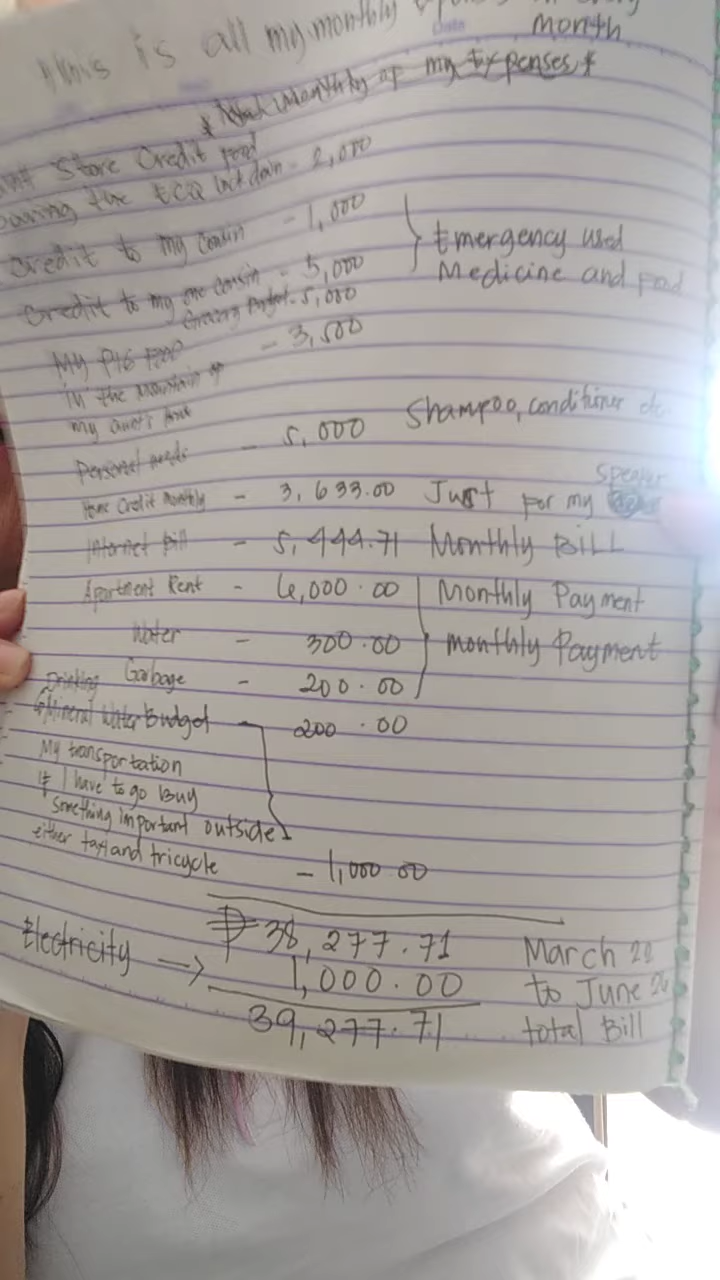 This is all my monthly
month
Total Monthly of my Expenses *
Store Credit food
During the ECQ lockdown - 2,000
Credit to my cousin - 1,000
Emergency used
Medicine and food
Credit to my one cousin - 5,000
Grocery Budget - 5,000
My PIG FOOD - 3,500
in the mountain of
my aunt's
Personal needs - 5,000 Shampoo, conditioner etc
Speaker
Home Credit Monthly - 3,633.00 Just for my
Internet Bill - 5,444.71 Monthly BILL
Apartment Rent - 6,000.00 Monthly Payment
Water - 300.00 monthly Payment
Garbage - 200.00
Drinking
Mineral Water Budget - 200.00
My transportation
if I have to go buy
something important outside
either taxi and tricycle - 1,000.00
₱38,277.71 March
Electricity → 1,000.00 to June
39,277.71 total Bill